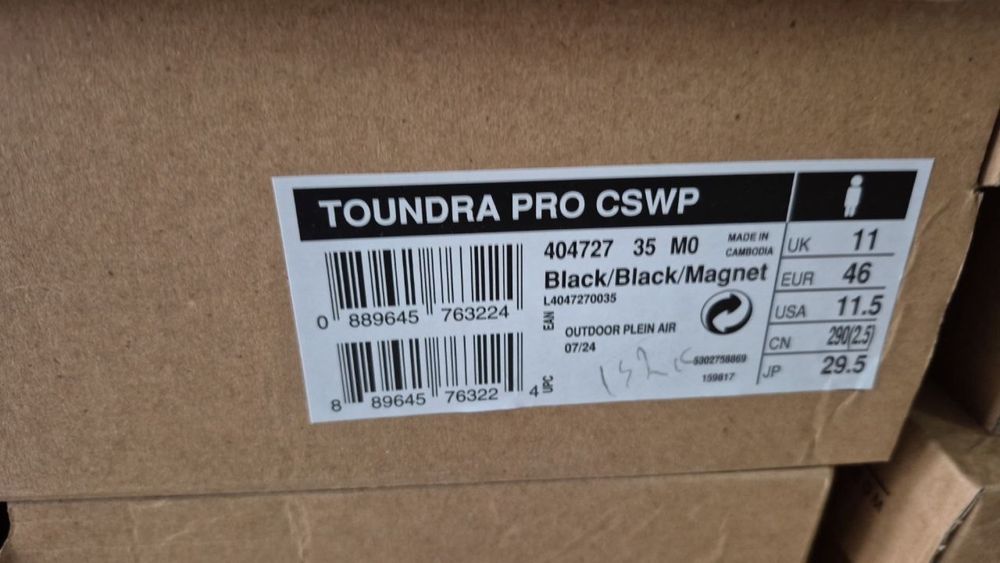 TOUNDRA PRO CSWP
404727 35 M0
MADE IN
CAMBODIA
Black/Black/Magnet
L4047270035
0 889645 763224
EAN
OUTDOOR PLEIN AIR
07/24
5302758869
159817
8 89645 76322 4
UPC
UK 11
EUR 46
USA 11.5
CN 290(2.5)
JP 29.5